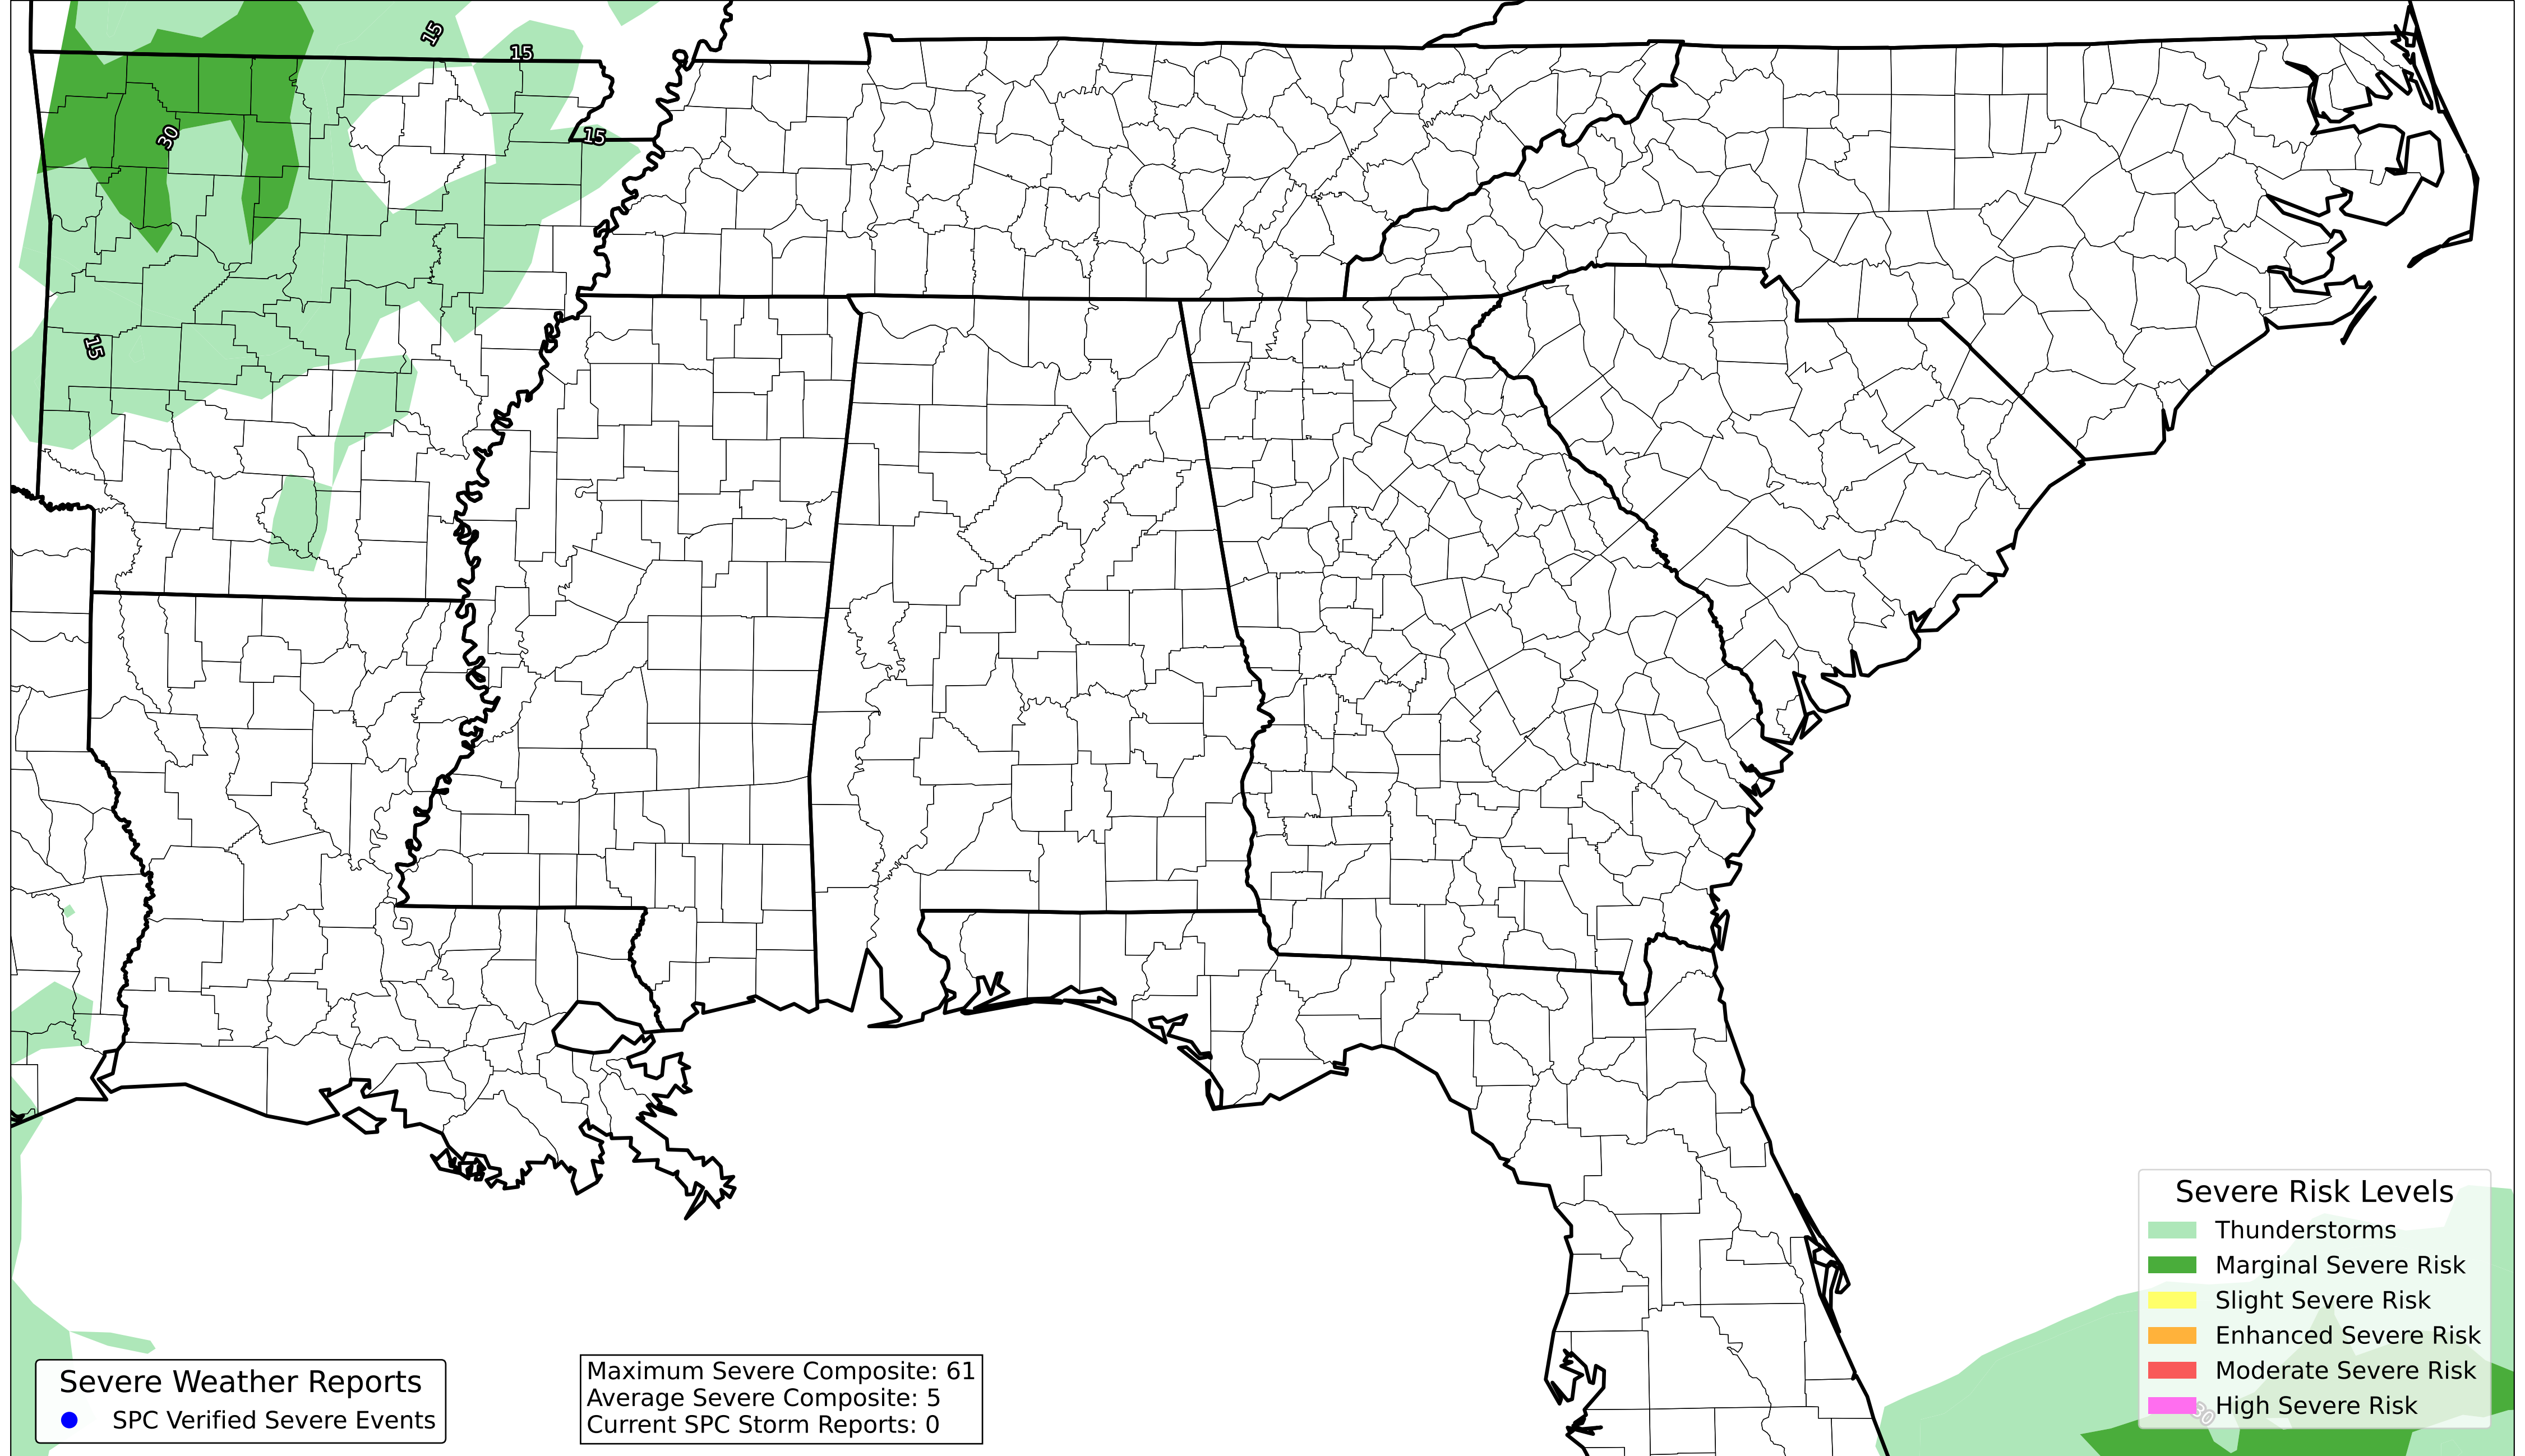 15
15
15
30
15
Severe Risk Levels
Thunderstorms
Marginal Severe Risk
Slight Severe Risk
Enhanced Severe Risk
Moderate Severe Risk
High Severe Risk
30
Severe Weather Reports
SPC Verified Severe Events
Maximum Severe Composite: 61
Average Severe Composite: 5
Current SPC Storm Reports: 0